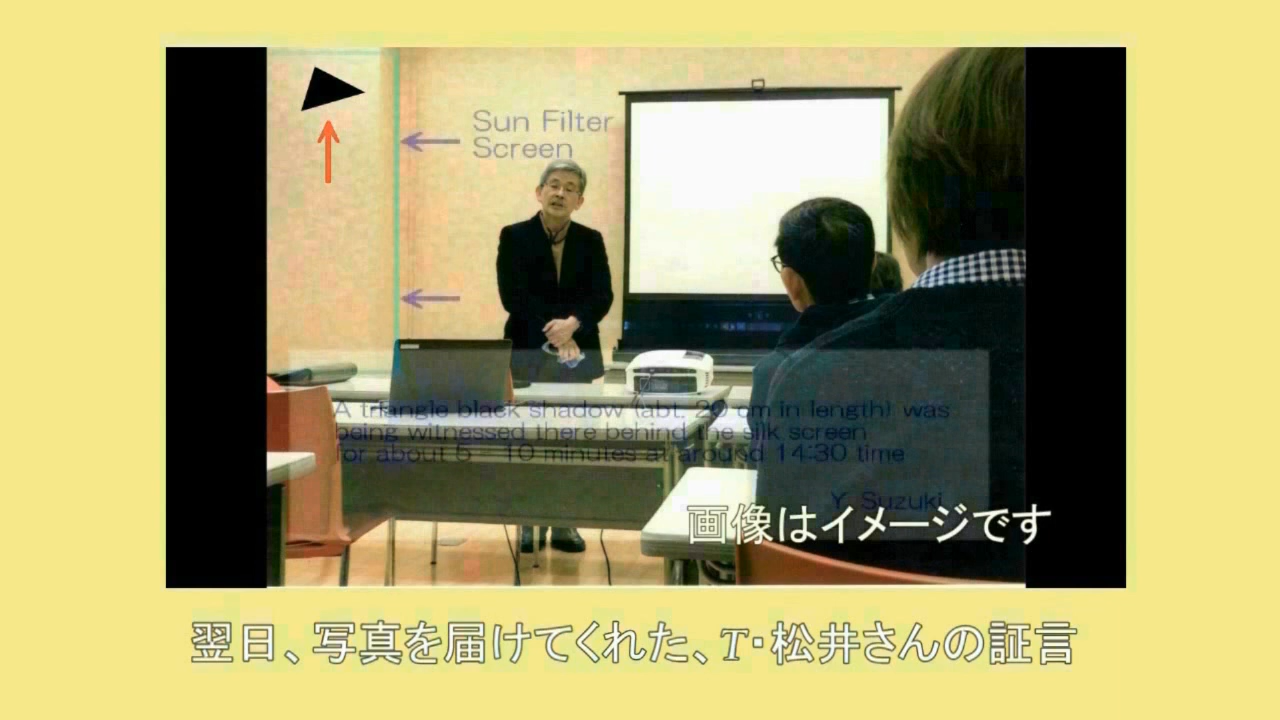 Sun Filter
Screen
A triangle black shadow (abt. 20 cm in length) was
being witnessed there behind the silk screen
for about 5 - 10 minutes at around 14:30 time
Y. Suzuki
画像はイメージです
翌日、写真を届けてくれた、T・松井さんの証言